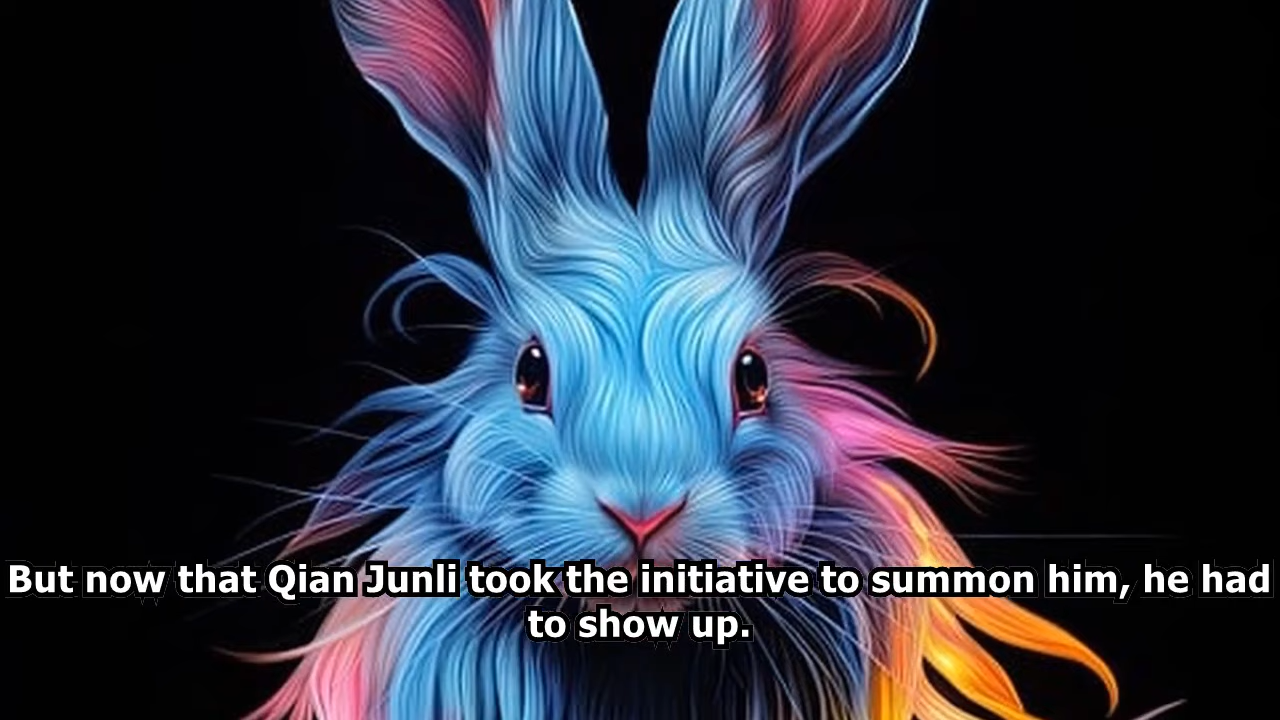 But now that Qian Junli took the initiative to summon him, he had
to show up.